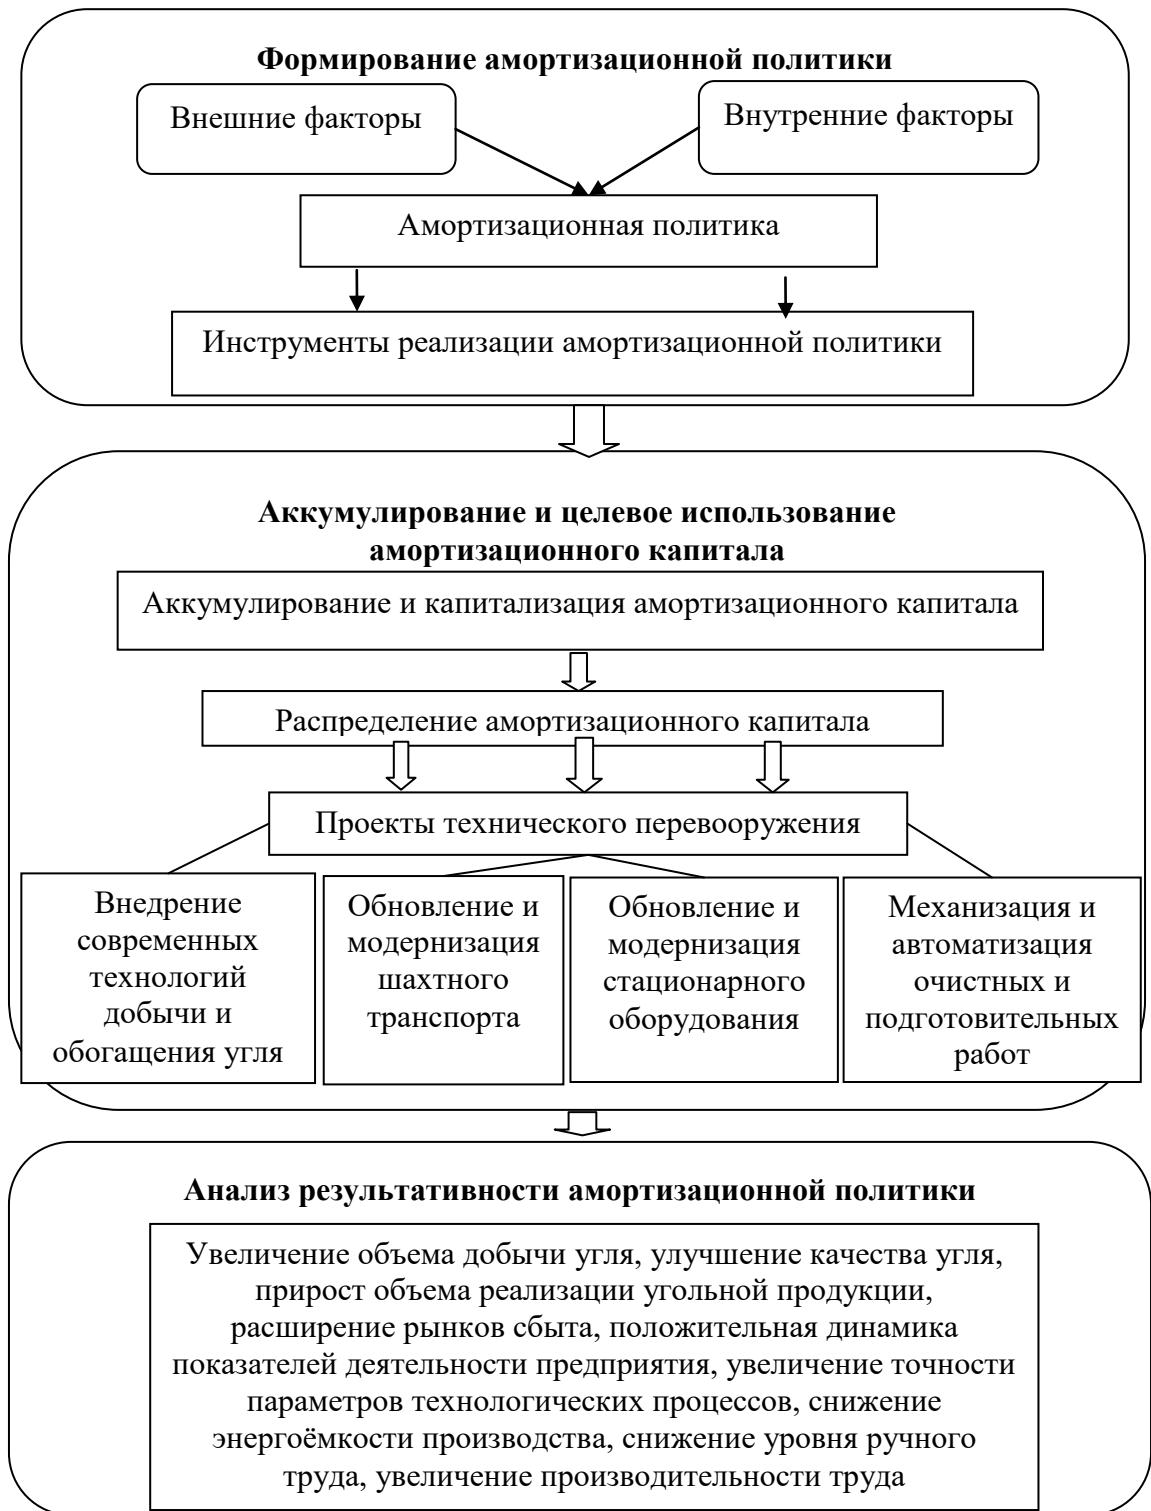 Формирование амортизационной политики
Внешние факторы
Внутренние факторы
Амортизационная политика
Инструменты реализации амортизационной политики
Аккумулирование и целевое использование
амортизационного капитала
Аккумулирование и капитализация амортизационного капитала
Распределение амортизационного капитала
Проекты технического перевооружения
Внедрение
современных
технологий
добычи и
обогащения угля
Обновление и
модернизация
шахтного
транспорта
Обновление и
модернизация
стационарного
оборудования
Механизация и
автоматизация
очистных и
подготовительных
работ
Анализ результативности амортизационной политики
Увеличение объема добычи угля, улучшение качества угля,
прирост объема реализации угольной продукции,
расширение рынков сбыта, положительная динамика
показателей деятельности предприятия, увеличение точности
параметров технологических процессов, снижение
энергоёмкости производства, снижение уровня ручного
труда, увеличение производительности труда